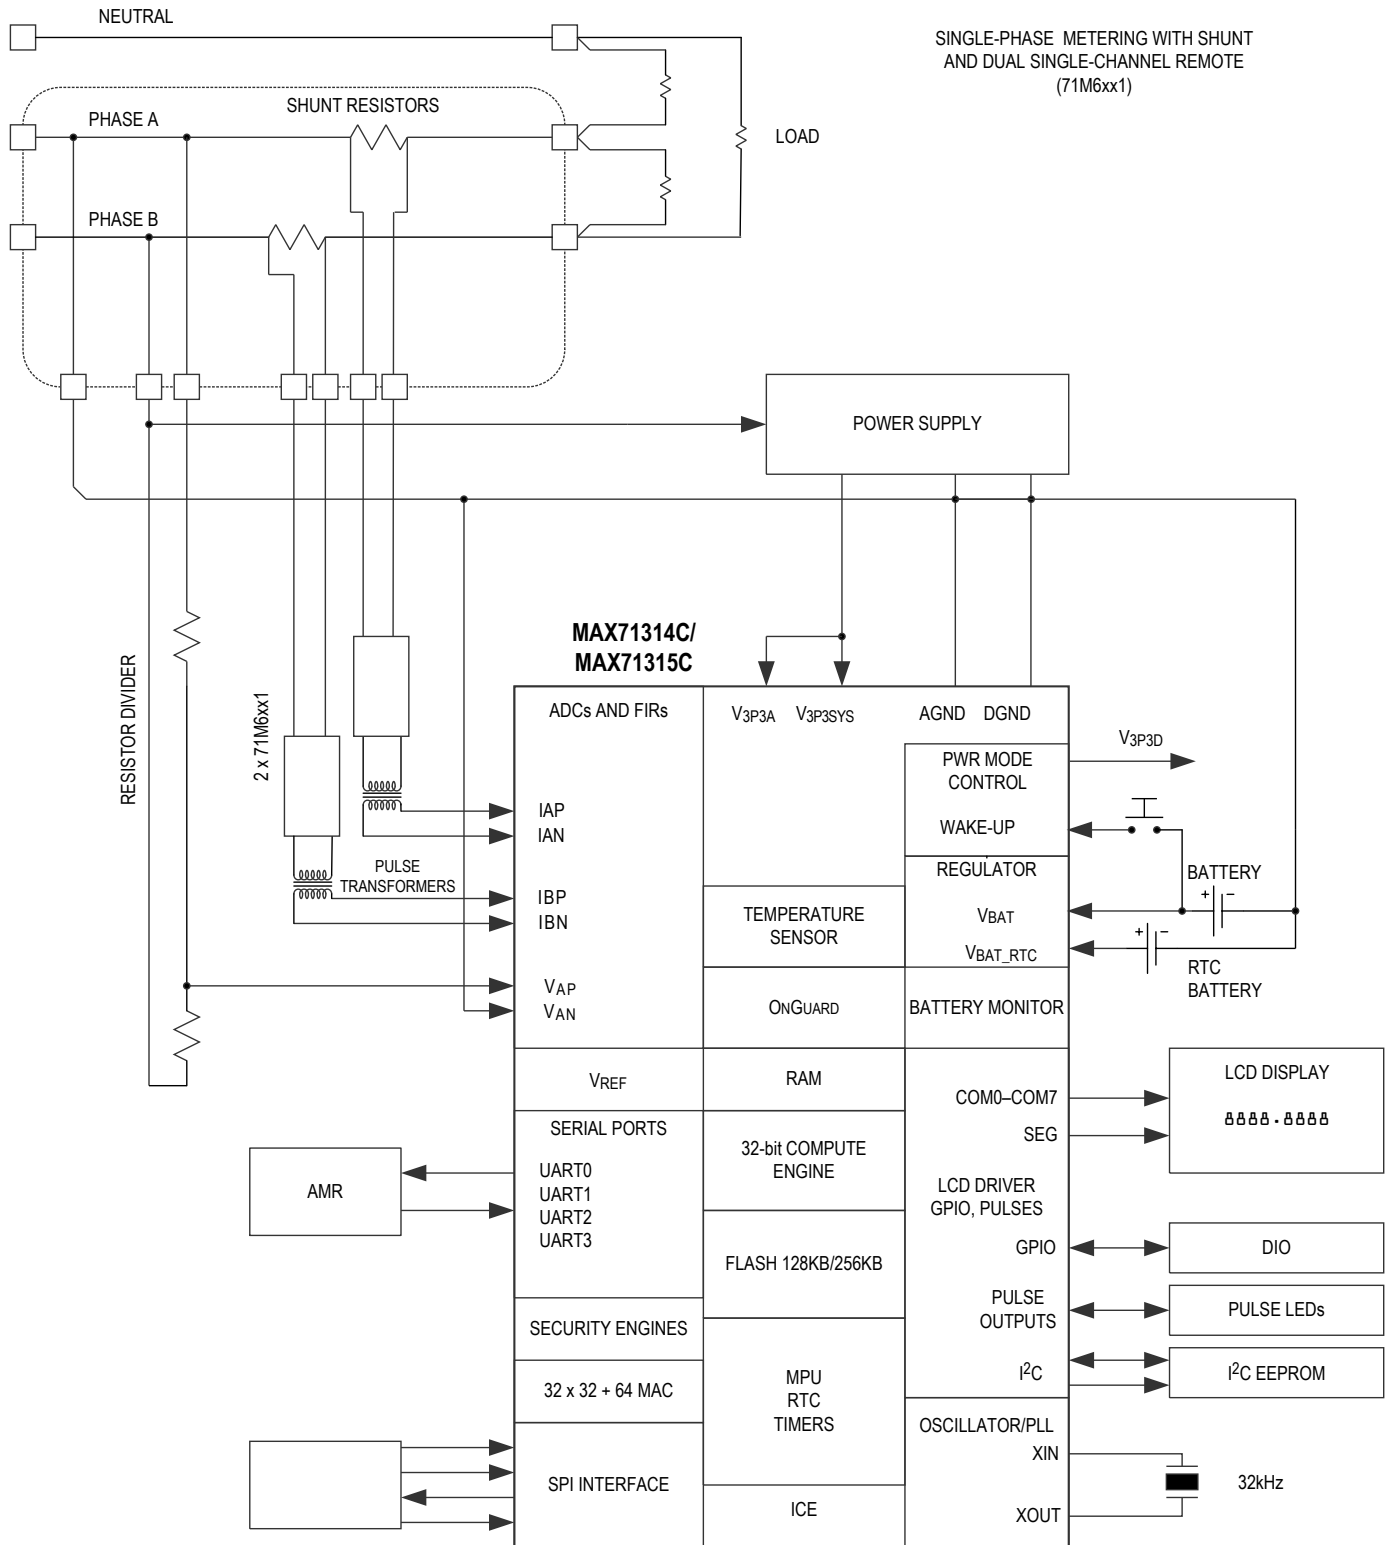 NEUTRAL
SINGLE-PHASE METERING WITH SHUNT
AND DUAL SINGLE-CHANNEL REMOTE
(71M6xx1)
SHUNT RESISTORS
PHASE A
LOAD
PHASE B
POWER SUPPLY
MAX71314C/
MAX71315C
RESISTOR DIVIDER
2 x 71M6xx1
ADCs AND FIRs
V3P3A
V3P3SYS
AGND
DGND
V3P3D
PWR MODE
CONTROL
WAKE-UP
IAP
IAN
PULSE
TRANSFORMERS
IBP
IBN
REGULATOR
BATTERY
+ −
VBAT
TEMPERATURE
SENSOR
+ −
VBAT_RTC
RTC
BATTERY
VAP
VAN
ONGUARD
BATTERY MONITOR
VREF
RAM
COM0–COM7
SEG
LCD DISPLAY
8888.8888
SERIAL PORTS
UART0
UART1
UART2
UART3
AMR
32-bit COMPUTE
ENGINE
LCD DRIVER
GPIO, PULSES
GPIO
DIO
FLASH 128KB/256KB
PULSE
OUTPUTS
PULSE LEDs
SECURITY ENGINES
I2C
I2C EEPROM
32 x 32 + 64 MAC
MPU
RTC
TIMERS
OSCILLATOR/PLL
XIN
32kHz
XOUT
SPI INTERFACE
ICE